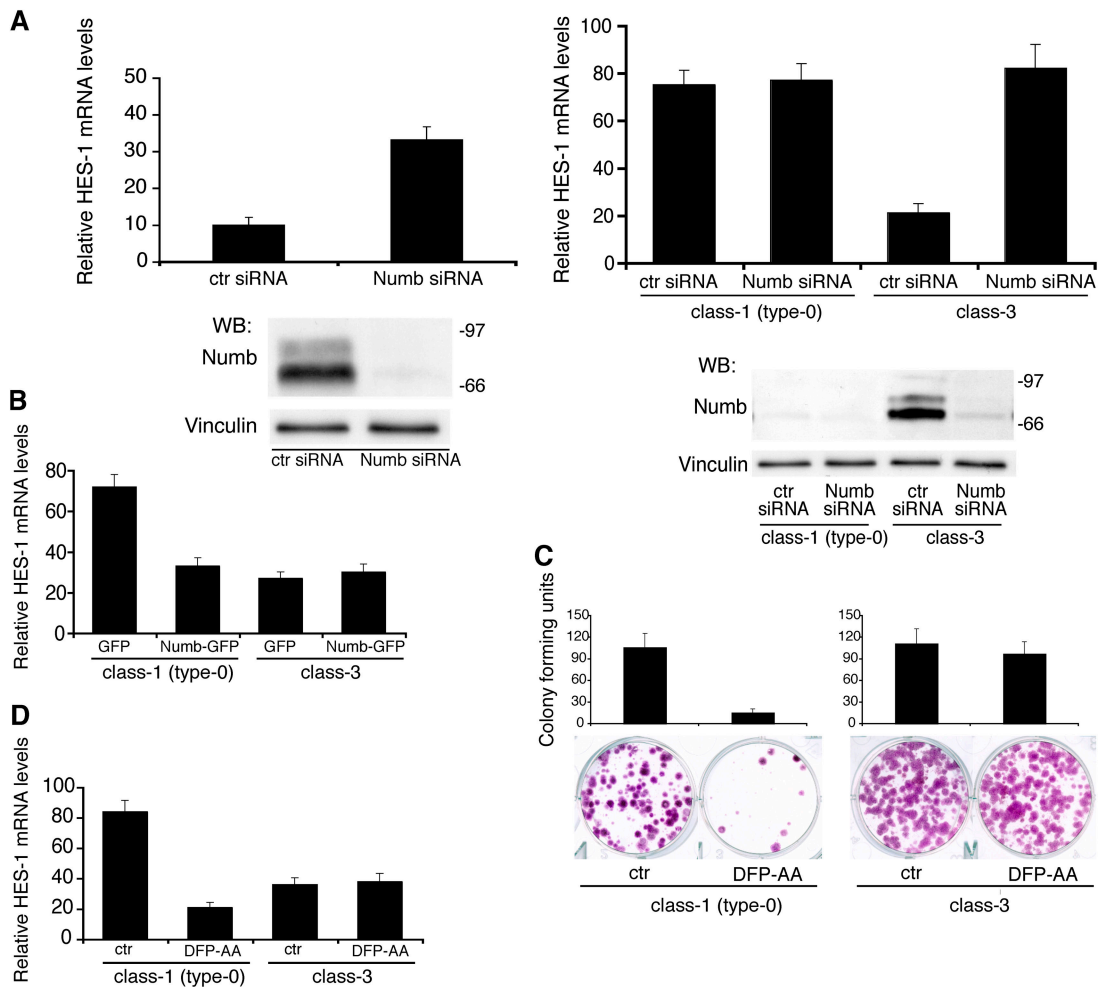 A
Relative HES-1 mRNA levels
50
40
30
20
10
0
ctr siRNA Numb siRNA
WB:
Numb
-97
-66
Vinculin
ctr siRNA Numb siRNA
Relative HES-1 mRNA levels
100
80
60
40
20
0
ctr siRNA Numb siRNA ctr siRNA Numb siRNA
class-1 (type-0) class-3
WB:
Numb
-97
-66
Vinculin
ctr Numb ctr Numb
siRNA siRNA siRNA siRNA
class-1 (type-0) class-3
B
Relative HES-1 mRNA levels
80
60
40
20
0
GFP Numb-GFP GFP Numb-GFP
class-1 (type-0) class-3
C
Colony forming units
150
120
90
60
30
0
150
120
90
60
30
0
ctr DFP-AA ctr DFP-AA
class-1 (type-0) class-3
D
Relative HES-1 mRNA levels
100
80
60
40
20
0
ctr DFP-AA ctr DFP-AA
class-1 (type-0) class-3